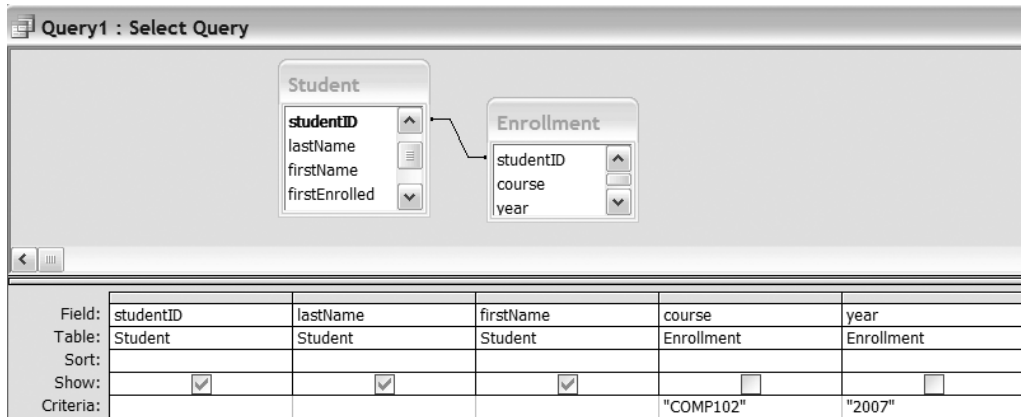 Query1 : Select Query
Student
studentID
lastName
firstName
firstEnrolled
Enrollment
studentID
course
year
Field: studentID lastName firstName course year
Table: Student Student Student Enrollment Enrollment
Sort:
Show:
Criteria: "COMP102" "2007"